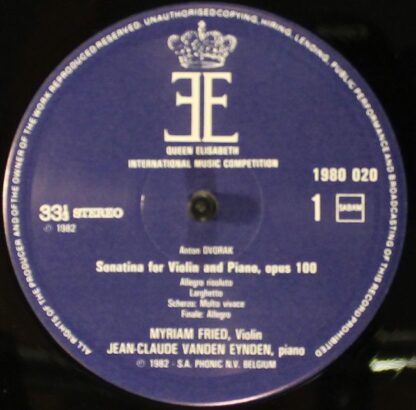 ALL RIGHTS OF THE PRODUCER AND OF THE OWNER OF THE WORK REPRODUCED RESERVED. UNAUTHORISED COPYING, HIRING, LENDING, PUBLIC PERFORMANCE AND BROADCASTING OF THIS RECORD PROHIBITED
EE
QUEEN ELISABETH
INTERNATIONAL MUSIC COMPETITION
1980 020
33⅓ STEREO
1
SABAM
℗ 1982
Anton DVORAK
Sonatina for Violin and Piano, opus 100
Allegro risoluto
Larghetto
Scherzo: Molto vivace
Finale: Allegro
MYRIAM FRIED, Violin
JEAN-CLAUDE VANDEN EYNDEN, piano
℗ 1982 - S.A. PHONIC N.V. BELGIUM